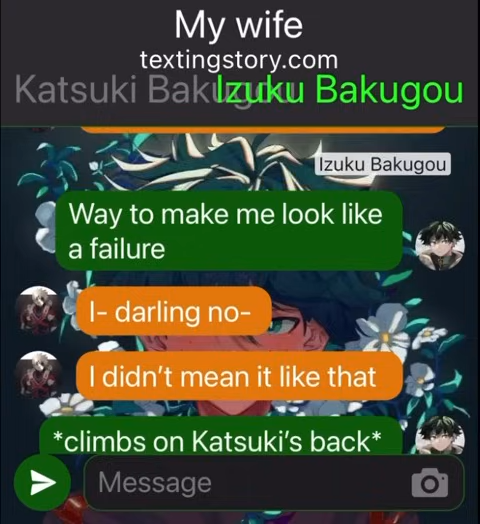 My wife
textingstory.com
Katsuki Bakugou Izuku Bakugou
Izuku Bakugou
Way to make me look like
a failure
I- darling no-
I didn't mean it like that
*climbs on Katsuki's back*
Message